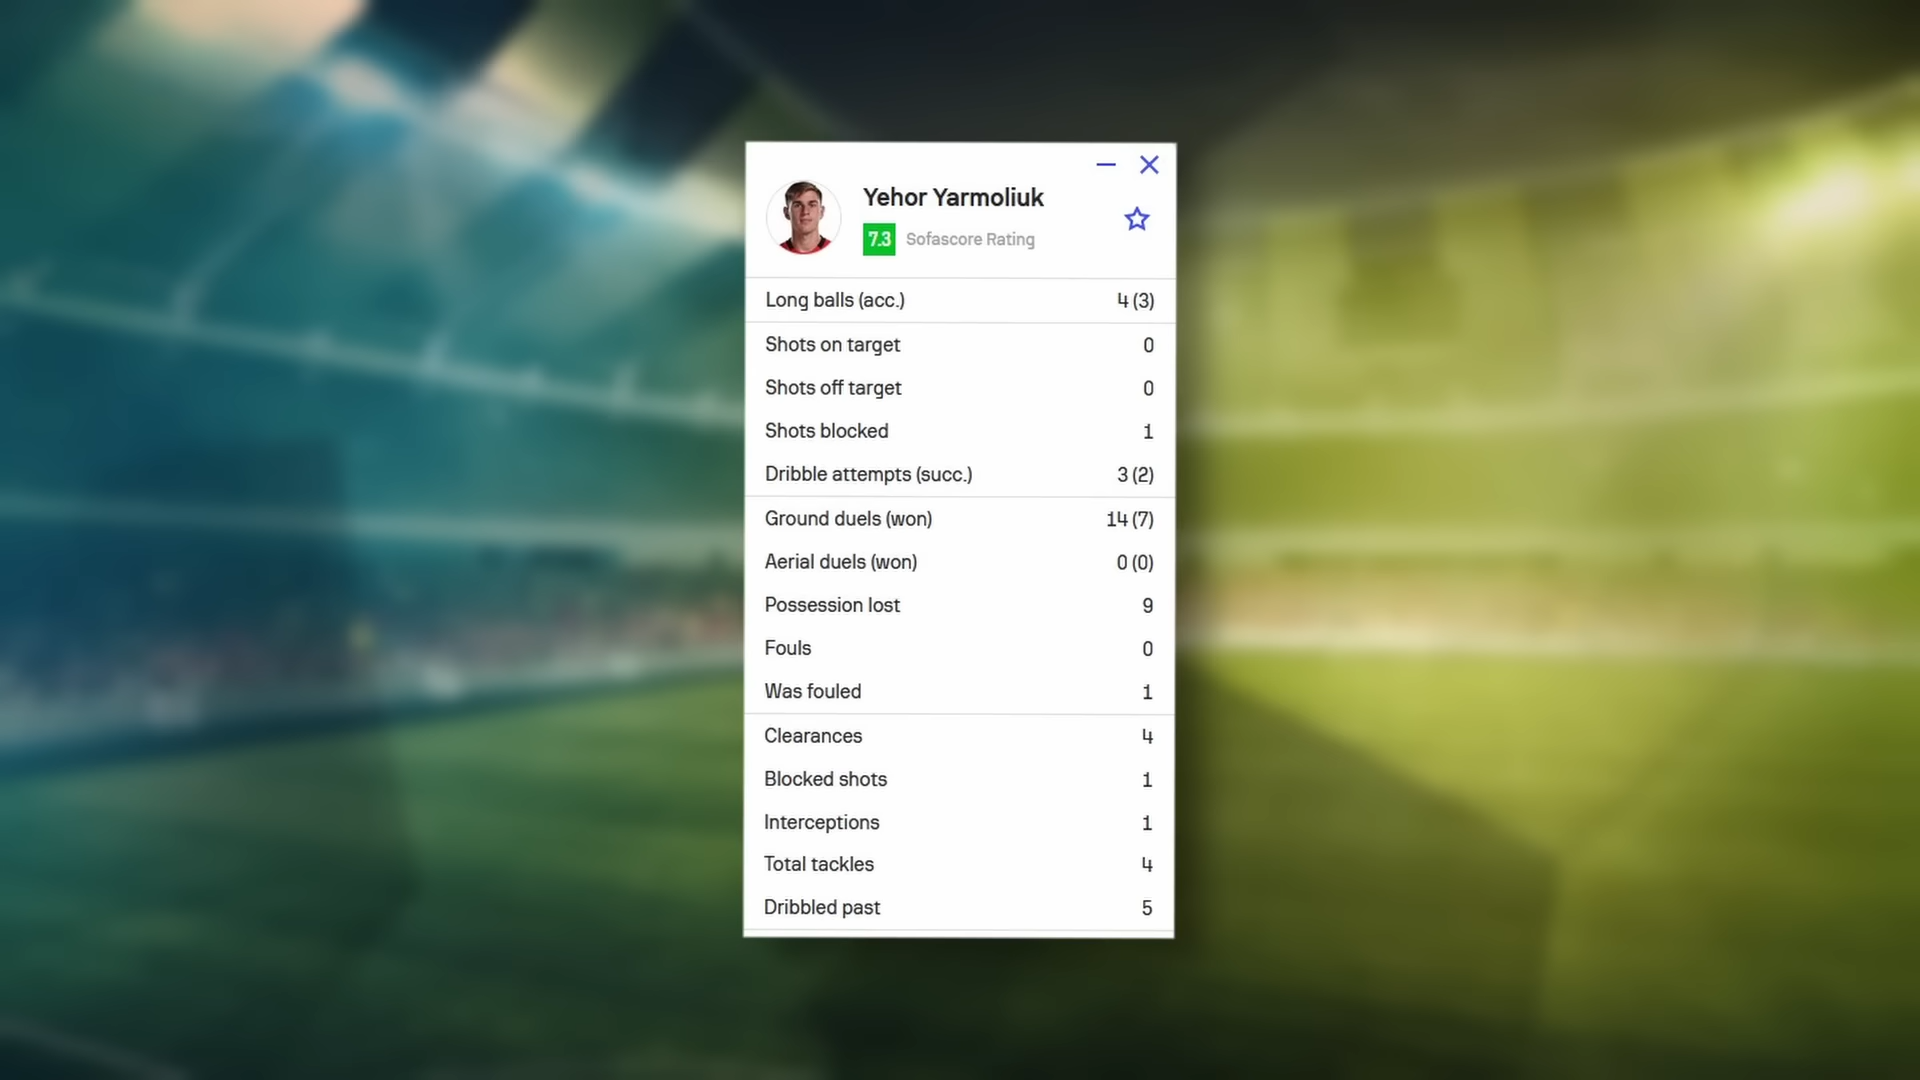 Yehor Yarmoliuk
7.3 Sofascore Rating
Long balls (acc.) 4 (3)
Shots on target 0
Shots off target 0
Shots blocked 1
Dribble attempts (succ.) 3 (2)
Ground duels (won) 14 (7)
Aerial duels (won) 0 (0)
Possession lost 9
Fouls 0
Was fouled 1
Clearances 4
Blocked shots 1
Interceptions 1
Total tackles 4
Dribbled past 5